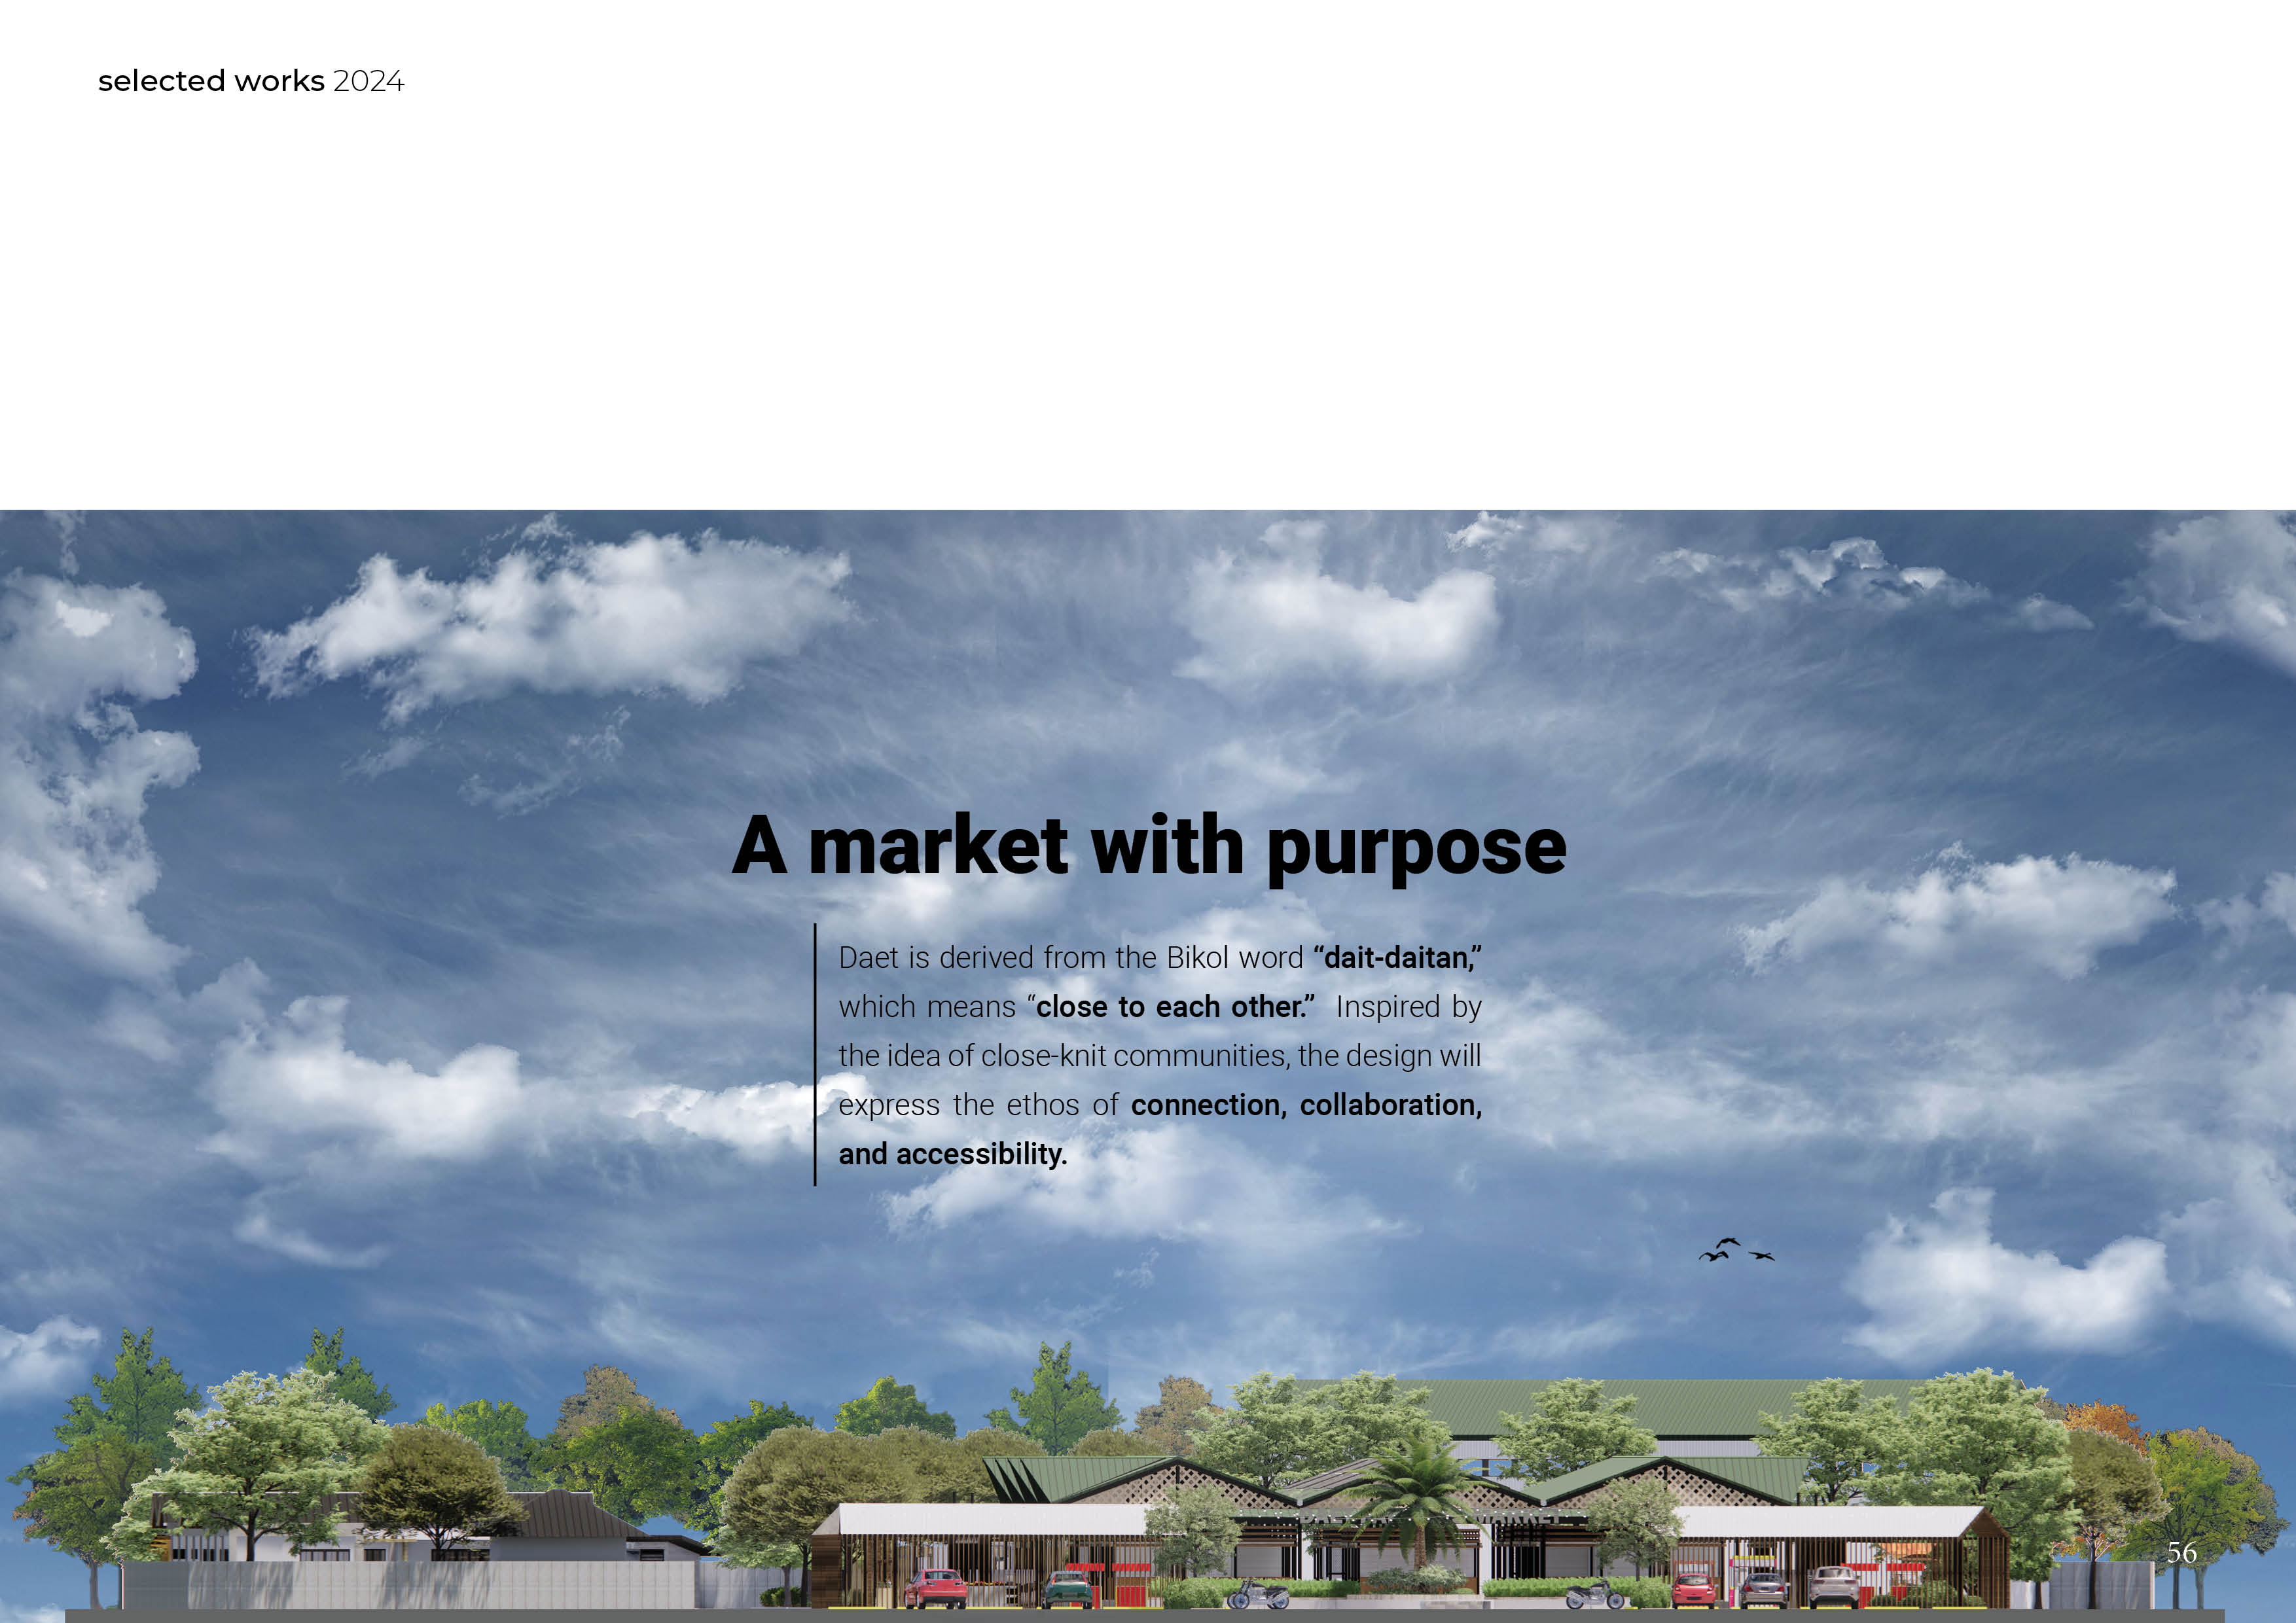 selected works 2024
A market with purpose
Daet is derived from the Bikol word “dait-daitan,”
which means “close to each other.” Inspired by
the idea of close-knit communities, the design will
express the ethos of connection, collaboration,
and accessibility.
MARKET
56